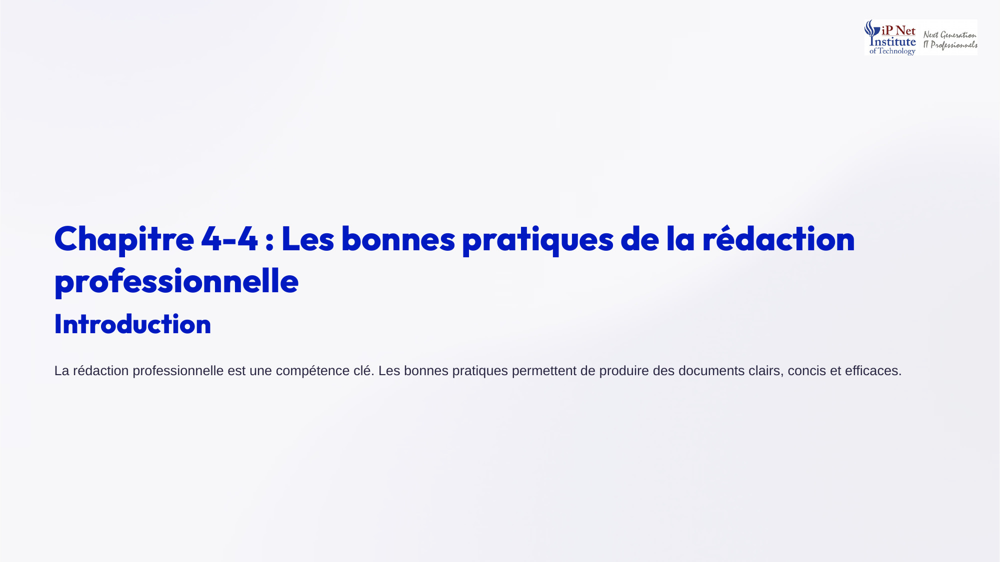 iP Net
Institute
of Technology
Next Generation
IT Professionnels
Chapitre 4-4 : Les bonnes pratiques de la rédaction
professionnelle
Introduction
La rédaction professionnelle est une compétence clé. Les bonnes pratiques permettent de produire des documents clairs, concis et efficaces.